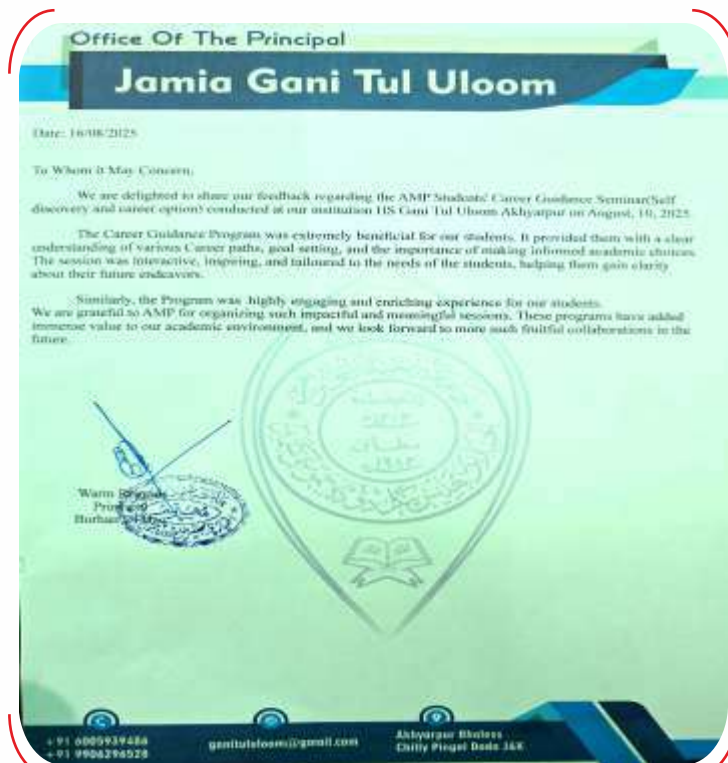 Office Of The Principal
Jamia Gani Tul Uloom
Date: 16/08/2025
To Whom it May Concern,
We are delighted to share our feedback regarding the AMP Students' Career Guidance Seminar(Self
discovery and career option) conducted at our institution HS Gani Tul Uloom Akhyarpur on August, 10, 2025
The Career Guidance Program was extremely beneficial for our students. It provided them with a clear
understanding of various Career paths, goal setting, and the importance of making informed academic choices.
The session was interactive, inspiring, and tailoured to the needs of the students, helping them gain clarity
about their future endeavors.
Similarly, the Program was highly engaging and enriching experience for our students.
We are grateful to AMP for organizing such impactful and meaningful sessions. These programs have added
immense value to our academic environment, and we look forward to more such fruitful collaborations in the
future.
Warm
+91 6005939486
+91 9906296528
ganitululoom@gmail.com
Akhyarpur Bhaless
Chilly Pingal Doda J&K